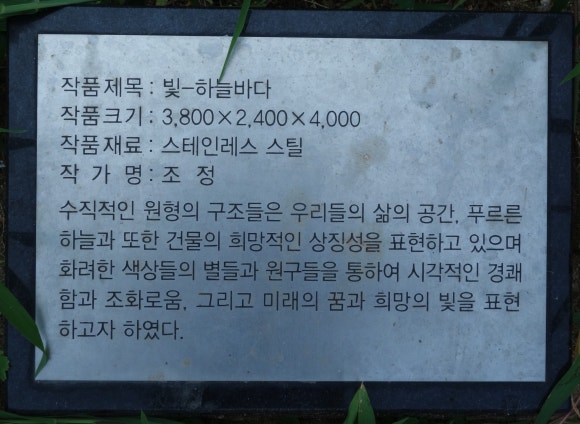 작품제목 : 빛-하늘바다
작품크기 : 3,800×2,400×4,000
작품재료 : 스테인레스 스틸
작 가 명 : 조 정
수직적인 원형의 구조들은 우리들의 삶의 공간, 푸르른
하늘과 또한 건물의 희망적인 상징성을 표현하고 있으며
화려한 색상들의 별들과 원구들을 통하여 시각적인 경쾌
함과 조화로움, 그리고 미래의 꿈과 희망의 빛을 표현
하고자 하였다.